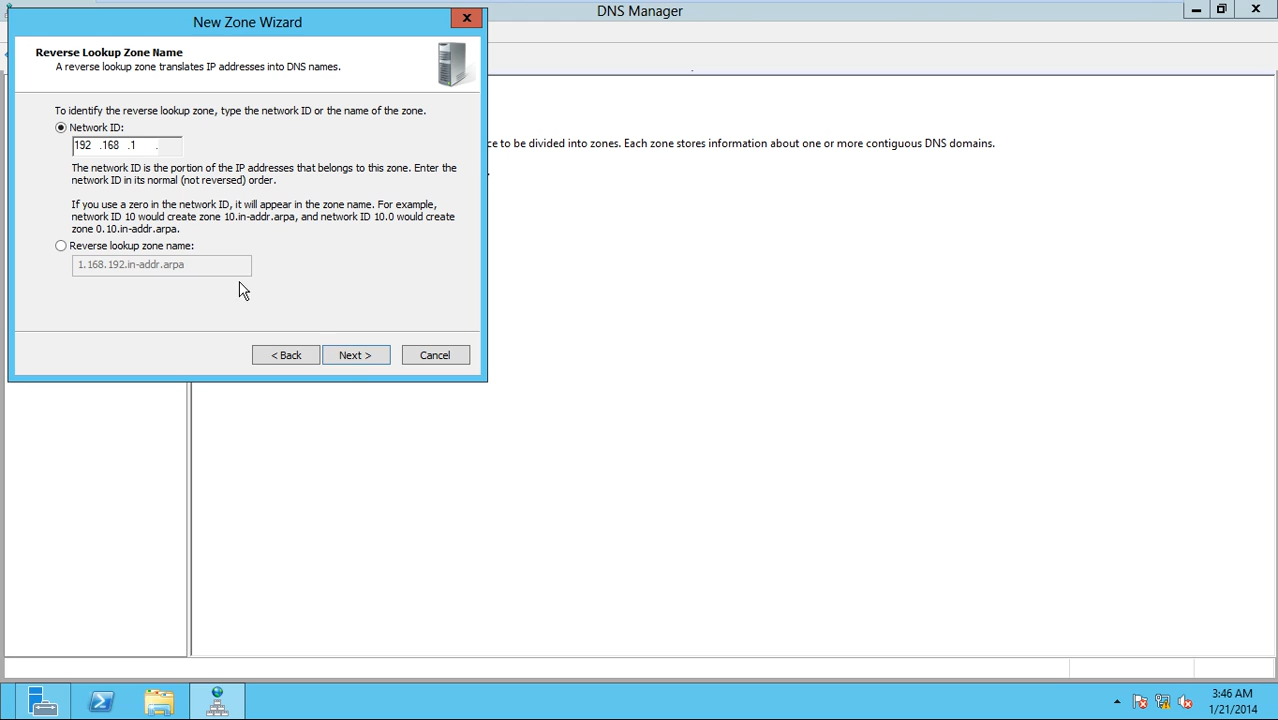 New Zone Wizard
x
DNS Manager
Reverse Lookup Zone Name
A reverse lookup zone translates IP addresses into DNS names.
To identify the reverse lookup zone, type the network ID or the name of the zone.
Network ID:
192 .168 .1 .
ce to be divided into zones. Each zone stores information about one or more contiguous DNS domains.
The network ID is the portion of the IP addresses that belongs to this zone. Enter the
network ID in its normal (not reversed) order.
If you use a zero in the network ID, it will appear in the zone name. For example,
network ID 10 would create zone 10.in-addr.arpa, and network ID 10.0 would create
zone 0.10.in-addr.arpa.
Reverse lookup zone name:
1.168.192.in-addr.arpa
< Back
Next >
Cancel
3:46 AM
1/21/2014